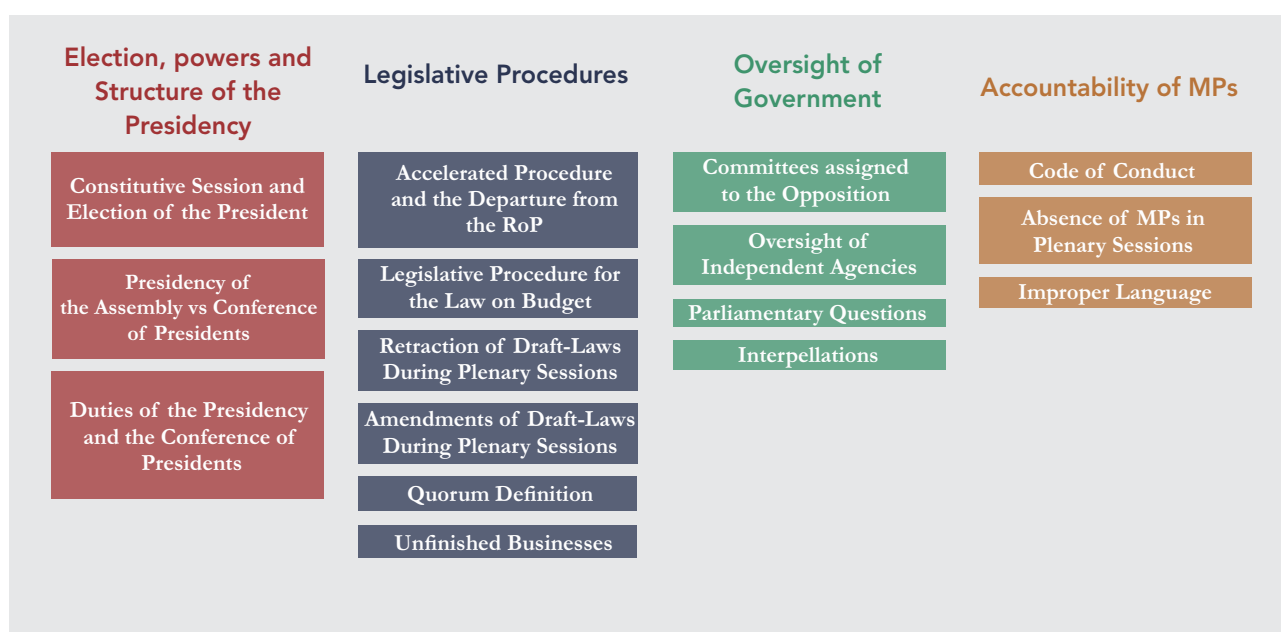 Election, powers and
Structure of the
Presidency
Constitutive Session and
Election of the President
Presidency of
the Assembly vs Conference
of Presidents
Duties of the Presidency
and the Conference of
Presidents
Legislative Procedures
Accelerated Procedure
and the Departure from
the RoP
Legislative Procedure for
the Law on Budget
Retraction of Draft-Laws
During Plenary Sessions
Amendments of Draft-Laws
During Plenary Sessions
Quorum Definition
Unfinished Businesses
Oversight of
Government
Committees assigned
to the Opposition
Oversight of
Independent Agencies
Parliamentary Questions
Interpellations
Accountability of MPs
Code of Conduct
Absence of MPs in
Plenary Sessions
Improper Language